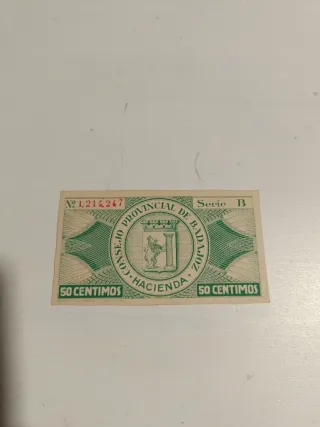 No. 1,214,247 Serie B
CONSEJO PROVINCIAL DE BADAJOZ
· HACIENDA ·
50 CENTIMOS 50 CENTIMOS